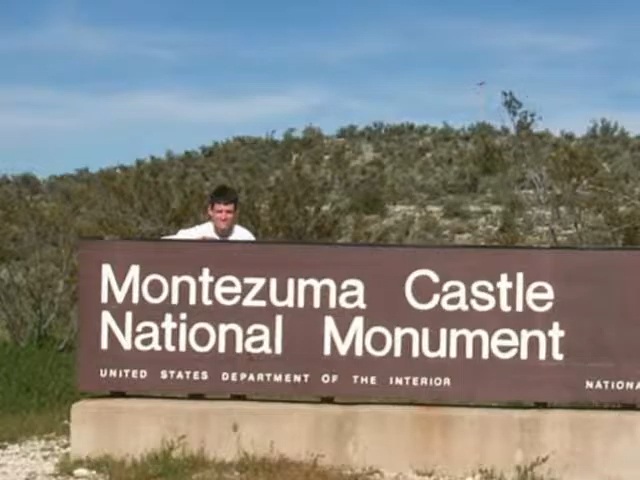 Montezuma Castle
National Monument
UNITED STATES DEPARTMENT OF THE INTERIOR NATIONA